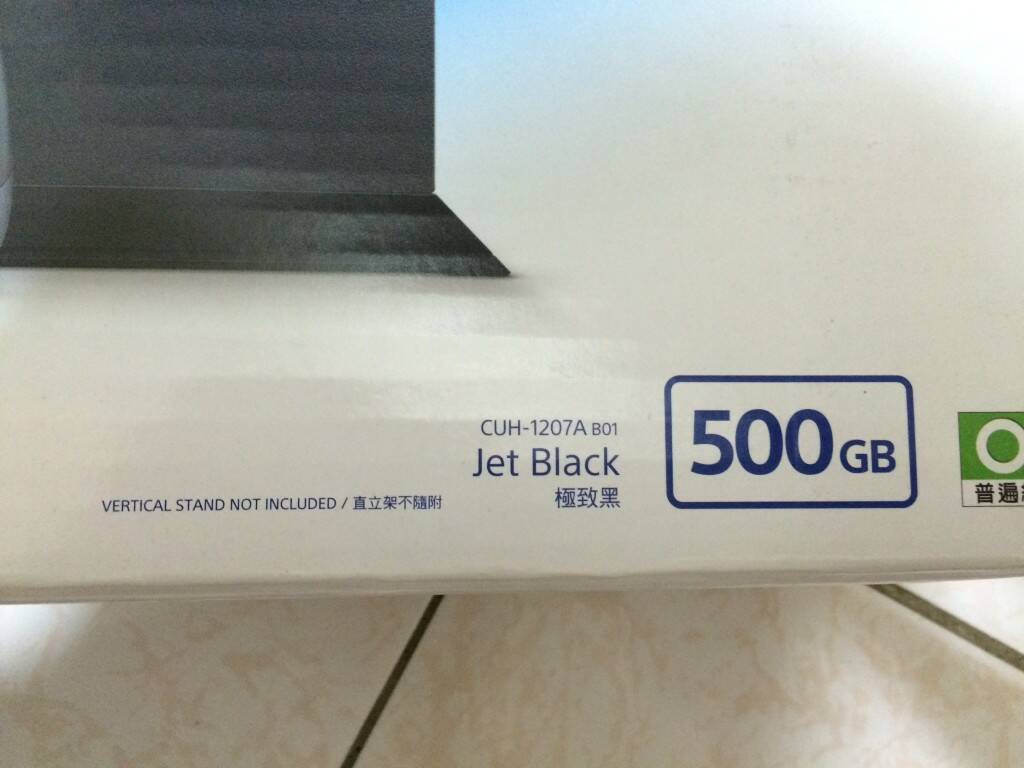 CUH-1207A B01
Jet Black
極致黑
500GB
VERTICAL STAND NOT INCLUDED / 直立架不隨附
普遍